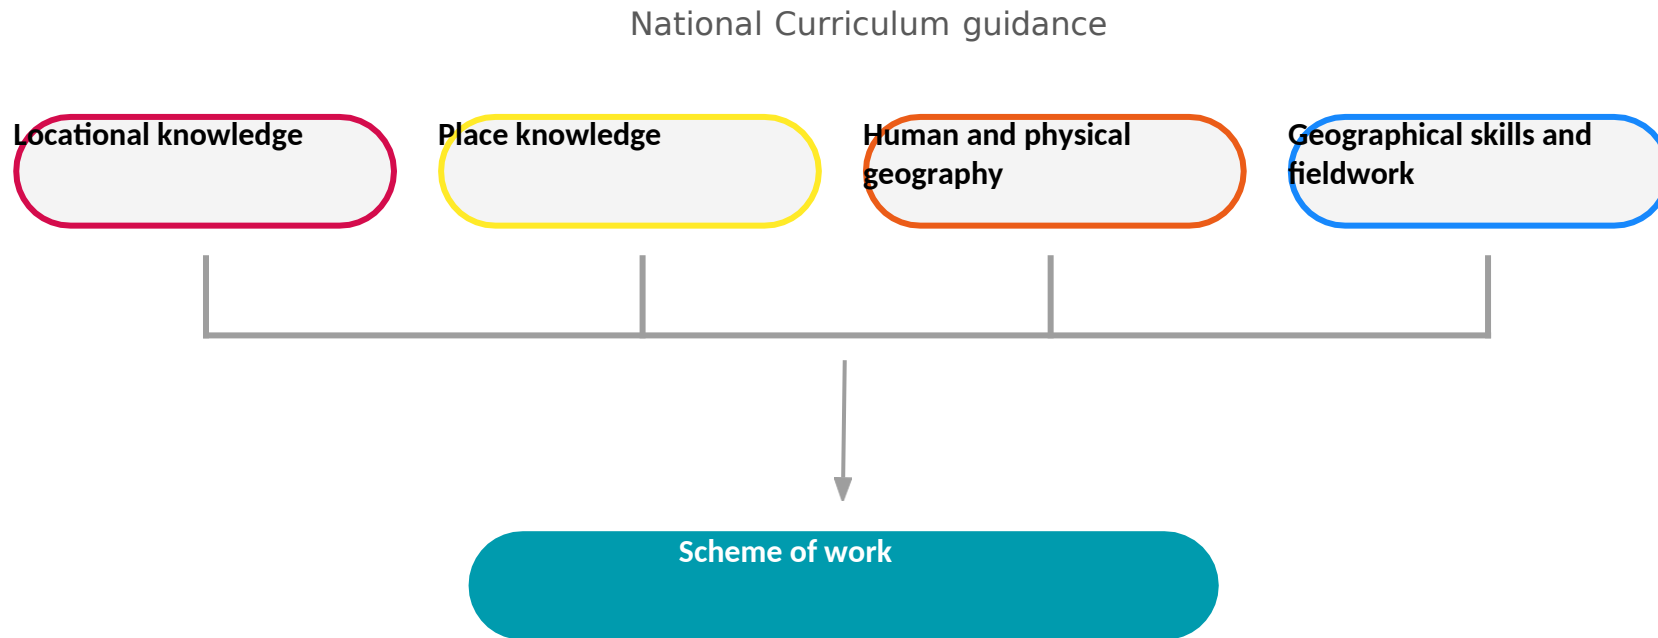 National Curriculum guidance
Locational knowledge
Place knowledge
Human and physical
geography
Geographical skills and
fieldwork
Scheme of work